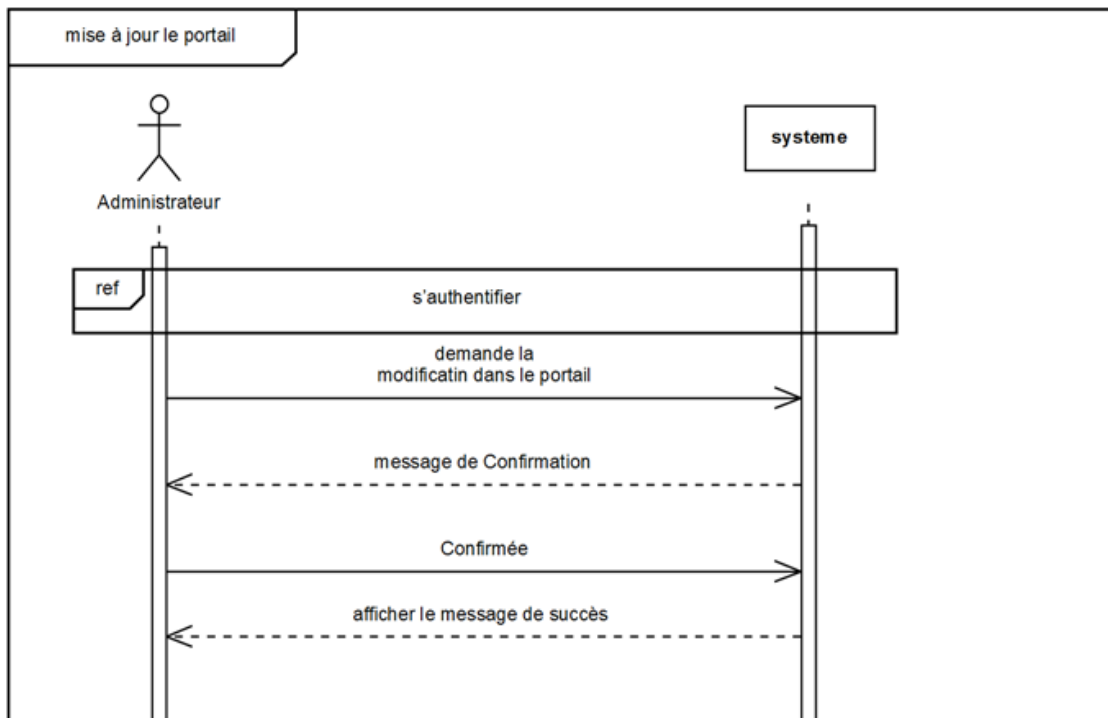 mise à jour le portail
systeme
Administrateur
ref
s'authentifier
demande la
modificatin dans le portail
message de Confirmation
Confirmée
afficher le message de succès